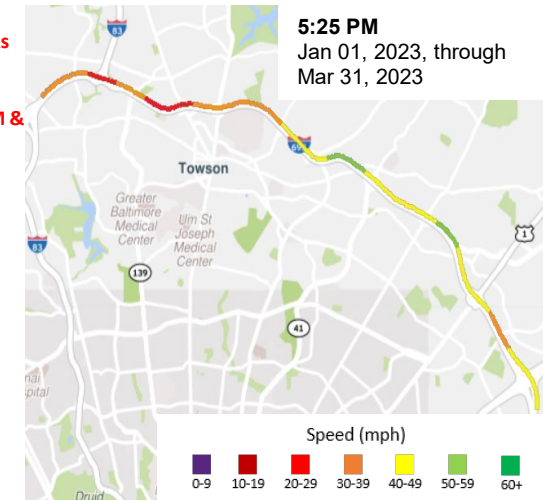 83
s
M &
5:25 PM
Jan 01, 2023, through
Mar 31, 2023
Towson
Greater
Baltimore
Medical
Center
Um St
Joseph
Medical
Center
1
83
139
41
Speed (mph)
0-9 10-19 20-29 30-39 40-49 50-59 60+
Druid